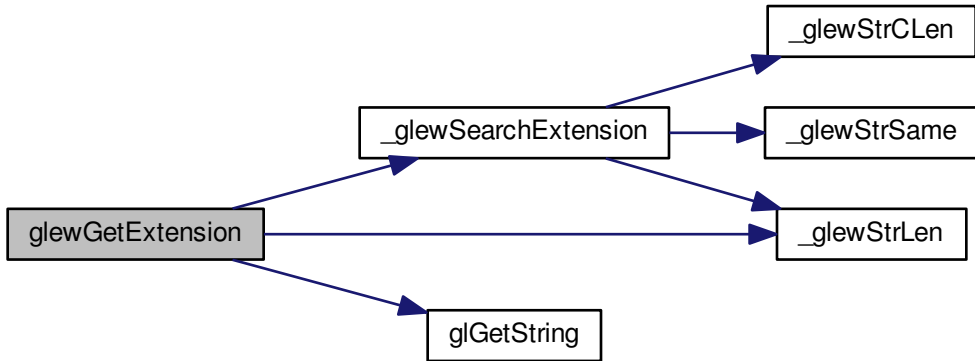 _glewStrCLen
_glewSearchExtension
_glewStrSame
glewGetExtension
_glewStrLen
glGetString